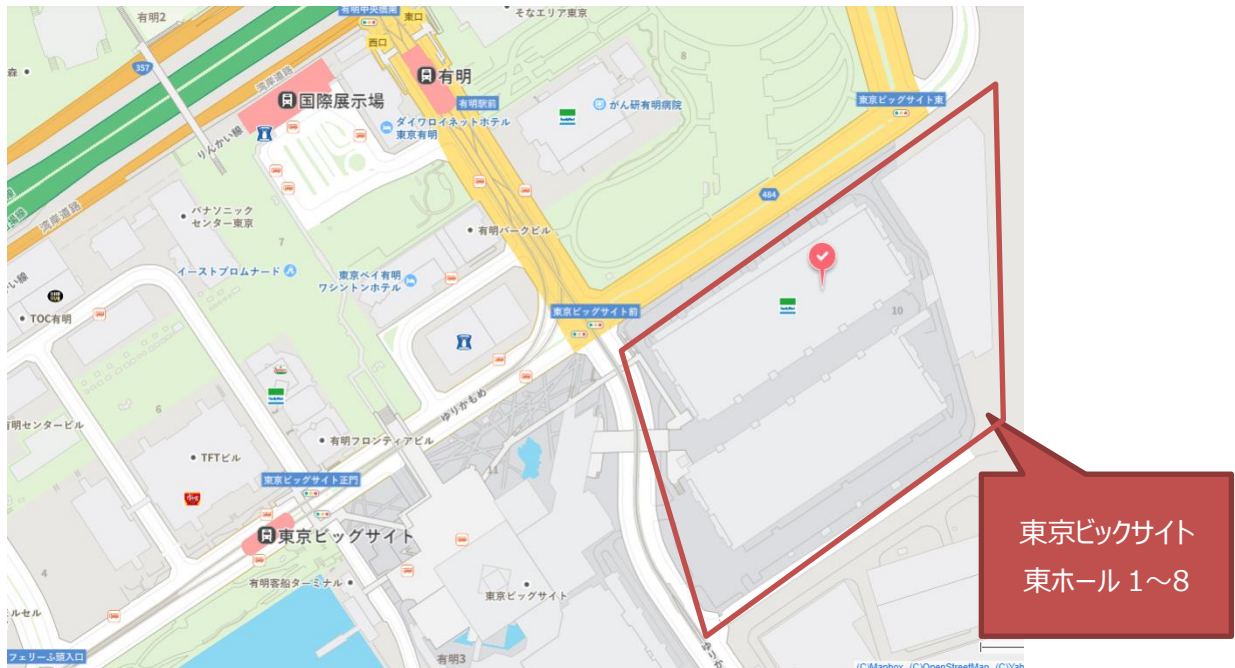 有明2
有明中央橋南
東口
そなエリア東京
西口
357
湾岸道路
森
有明
国際展示場
有明駅前
ダイワロイネットホテル
東京有明
がん研有明病院
8
東京ビッグサイト東
りんかい線
484
湾岸道路
パナソニック
センター東京
7
有明パークビル
イーストプロムナード
東京ベイ有明
ワシントンホテル
TOC有明
東京ビッグサイト前
10
ゆりかもめ
6
有明センタービル
有明フロンティアビル
TFTビル
11
東京ビッグサイト正門
東京ビッグサイト
有明客船ターミナル
東京ビッグサイト
4
フェリーふ頭入口
有明3
東京ビックサイト
東ホール 1～8
(C)Mapbox (C)OpenStreetMap (C)Yah